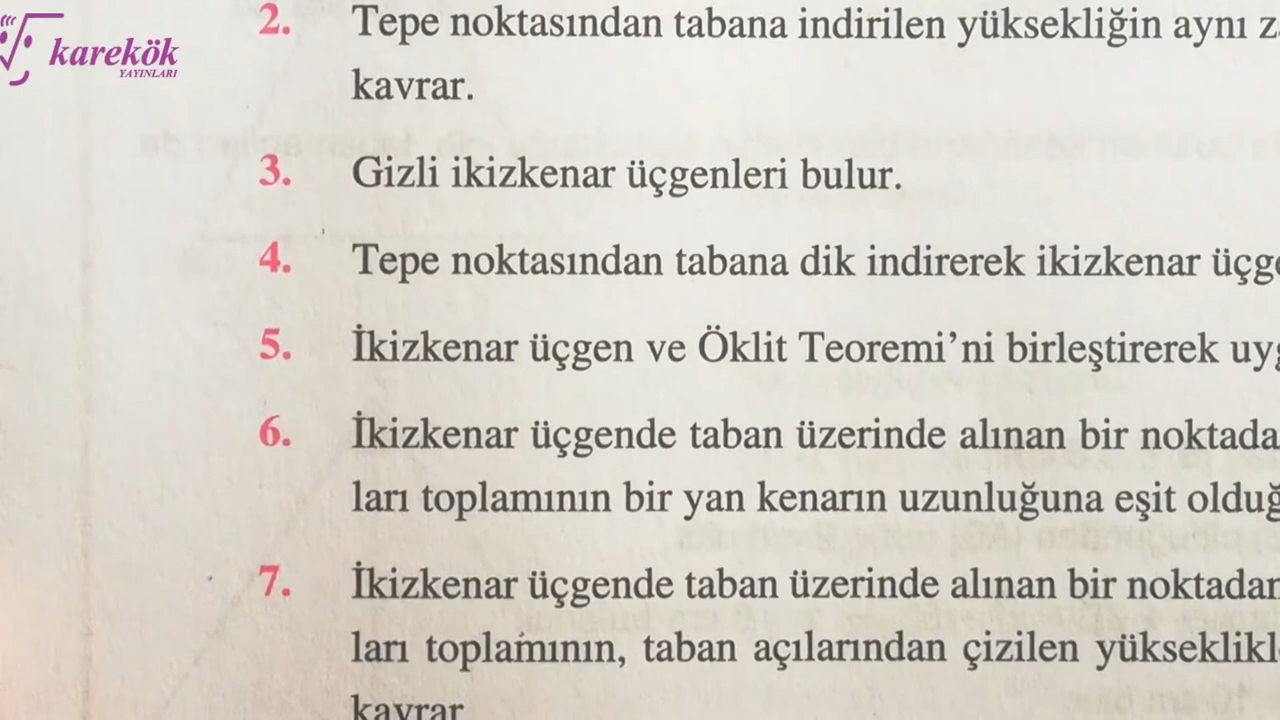 karekök
YAYINLARI
2. Tepe noktasından tabana indirilen yüksekliğin aynı
kavrar.
3. Gizli ikizkenar üçgenleri bulur.
4. Tepe noktasından tabana dik indirerek ikizkenar
5. İkizkenar üçgen ve Öklit Teoremi’ni birleştirerek
6. İkizkenar üçgende taban üzerinde alınan bir
ları toplamının bir yan kenarın uzunluğuna eşit
7. İkizkenar üçgende taban üzerinde alınan bir noktadan
ları toplamının, taban açılarından çizilen
kavrar